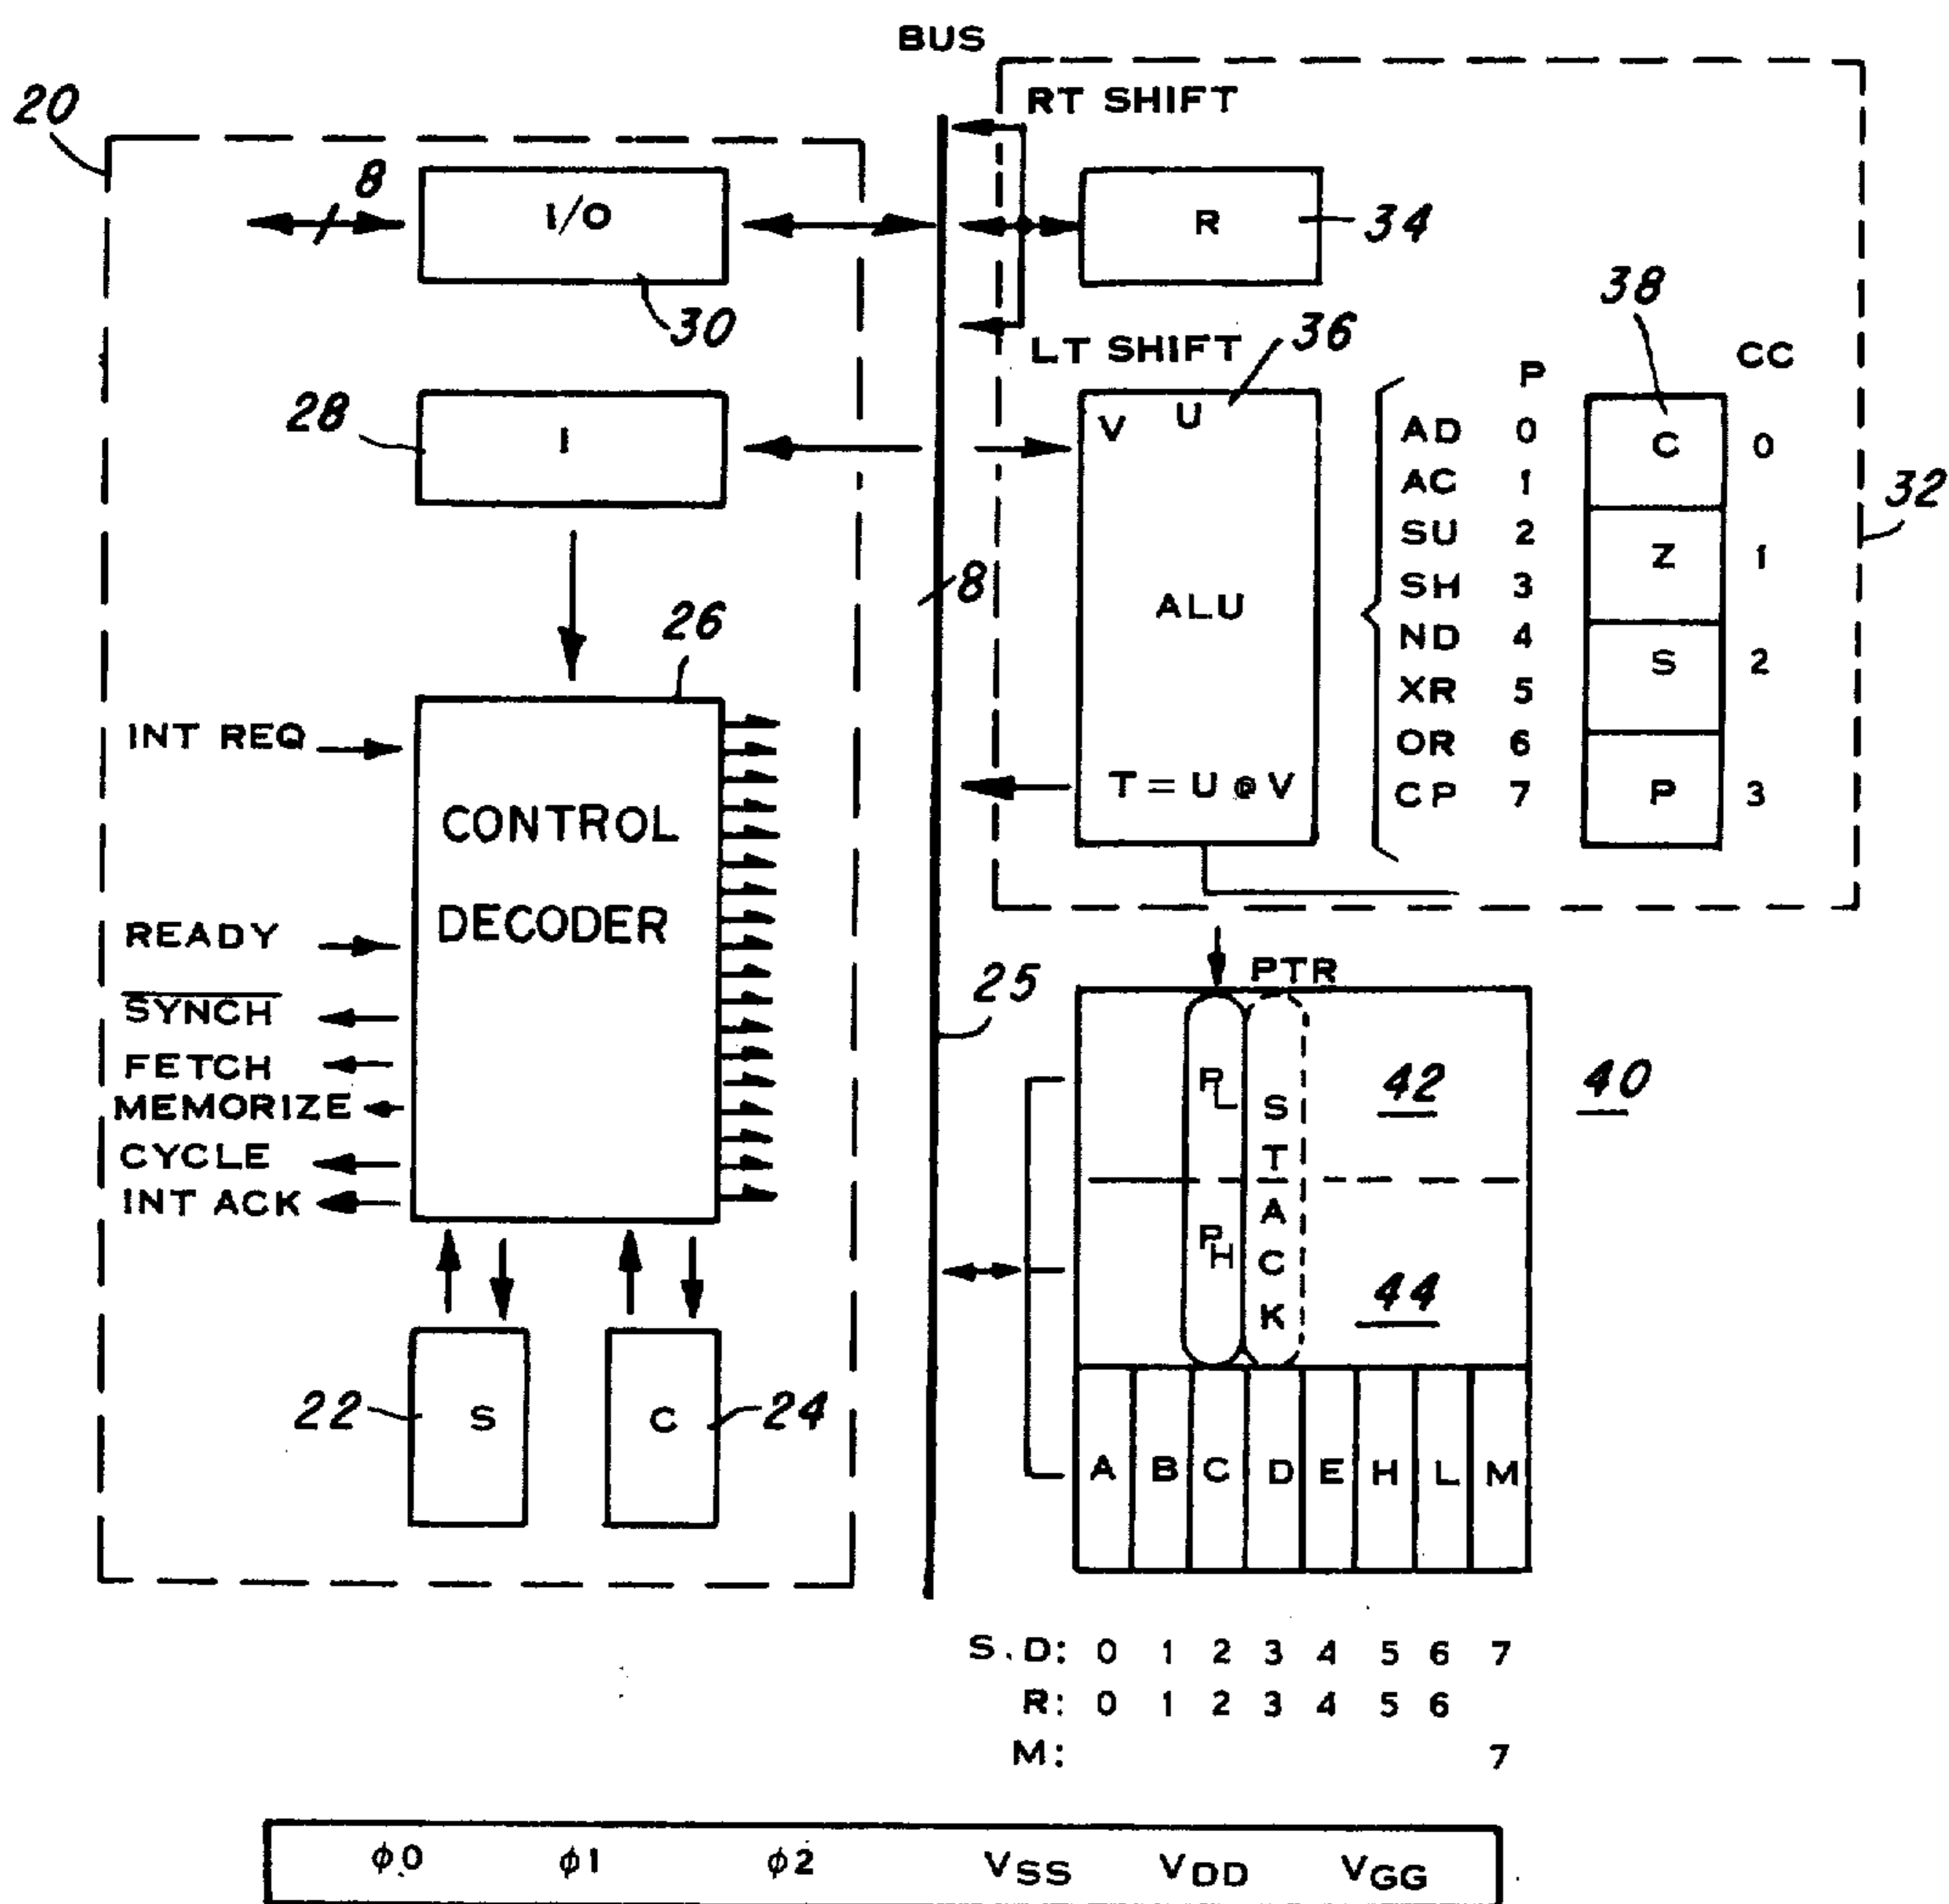 BUS
RT SHIFT
20
8
I/O
R
34
30
38
LT SHIFT
36
CC
P
28
I
V U
AD 0
C 0
AC 1
32
SU 2
Z 1
8
SH 3
ALU
26
ND 4
S 2
XR 5
INT REQ
OR 6
T = U @ V
CP 7
P 3
CONTROL
DECODER
READY
25
PTR
SYNCH
FETCH
MEMORIZE
CYCLE
INT ACK
PL
42
40
STACK
PH
44
22
S
C
24
A B C D E H L M
S.D: 0 1 2 3 4 5 6 7
R: 0 1 2 3 4 5 6
M: 7
φ0 φ1 φ2 VSS VDD VGG